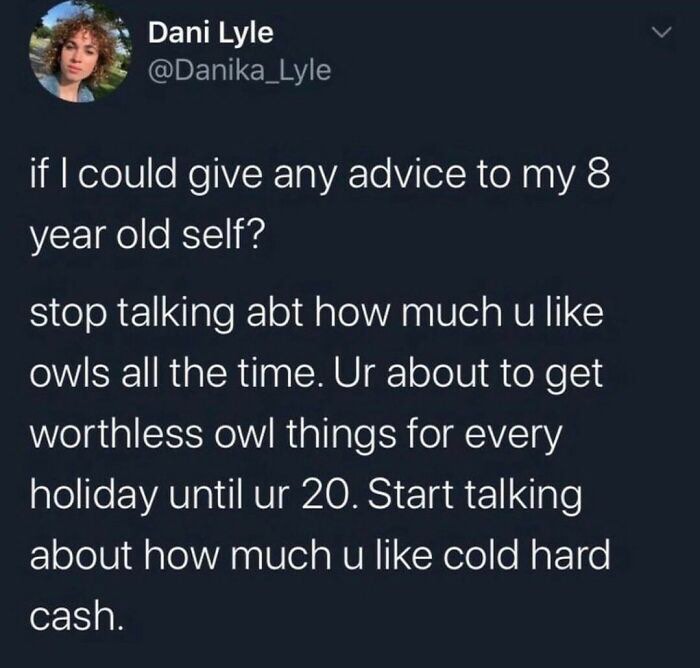 Dani Lyle
@Danika_Lyle
if I could give any advice to my 8
year old self?
stop talking abt how much u like
owls all the time. Ur about to get
worthless owl things for every
holiday until ur 20. Start talking
about how much u like cold hard
cash.